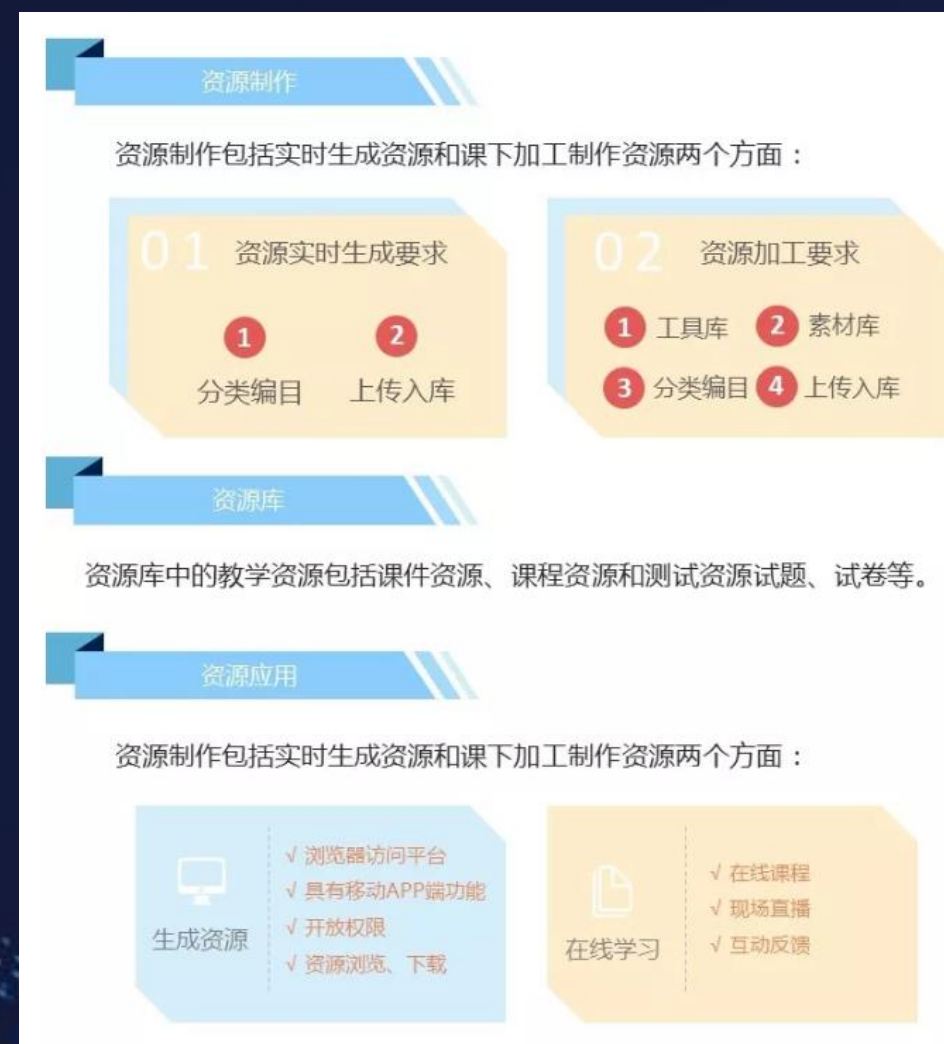 资源制作
资源制作包括实时生成资源和课下加工制作资源两个方面：
01 资源实时生成要求
1 2
分类编目 上传入库
02 资源加工要求
1 工具库 2 素材库
3 分类编目 4 上传入库
资源库
资源库中的教学资源包括课件资源、课程资源和测试资源试题、试卷等。
资源应用
资源制作包括实时生成资源和课下加工制作资源两个方面：
生成资源
√ 浏览器访问平台
√ 具有移动APP端功能
√ 开放权限
√ 资源浏览、下载
在线学习
√ 在线课程
√ 现场直播
√ 互动反馈